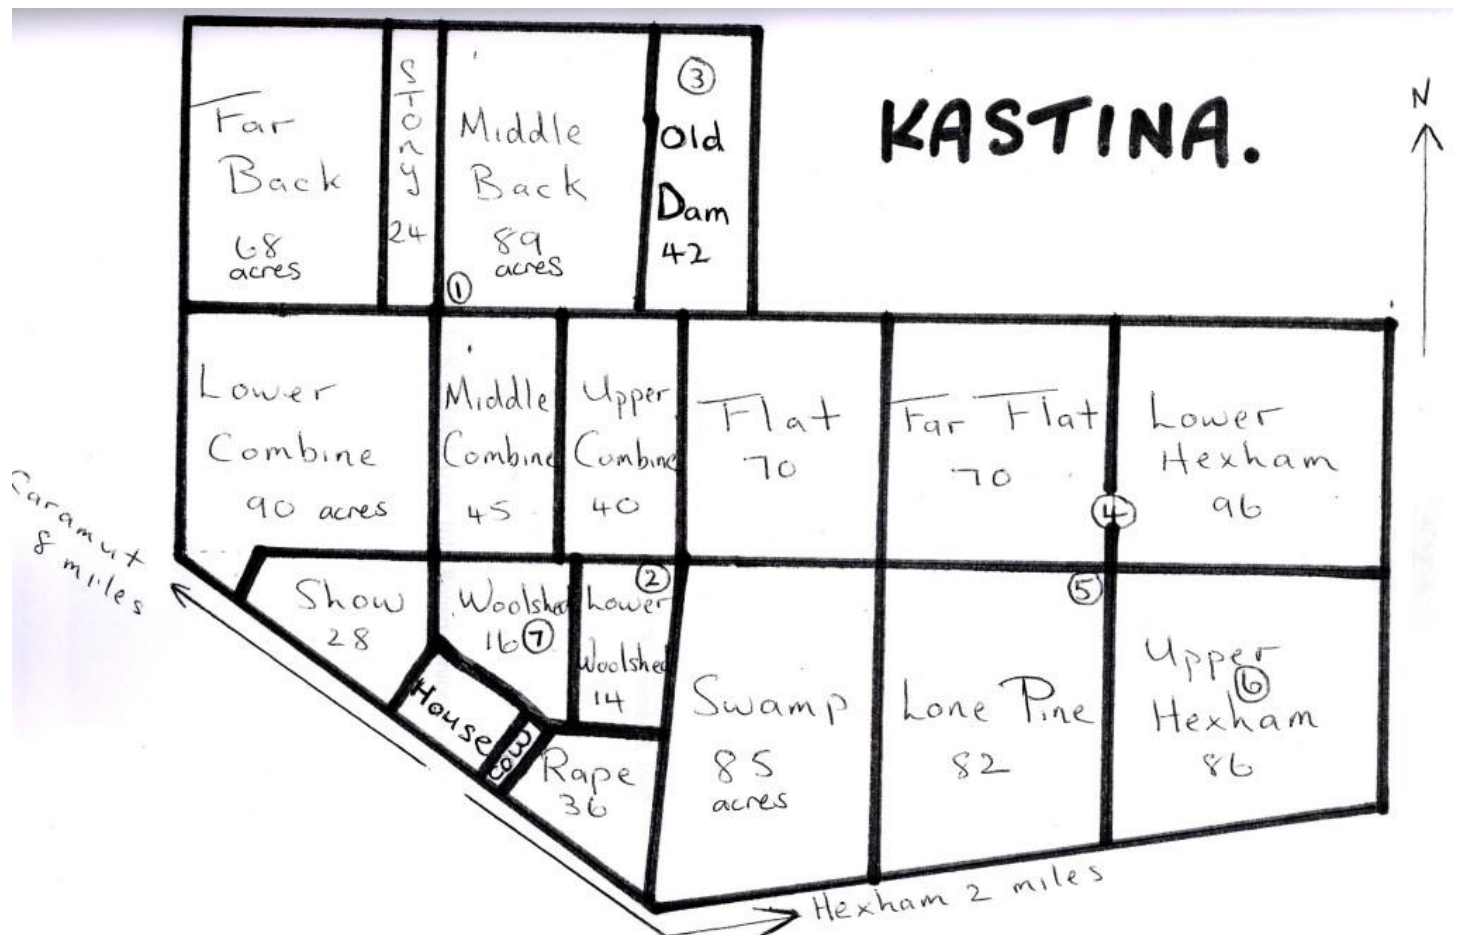 KASTINA.
N
Far
Back
68
acres
Stony
24
Middle
Back
89
acres
1
3
Old
Dam
42
Lower
Combine
90 acres
Middle
Combine
45
Upper
Combine
40
Flat
70
Far Flat
70
Lower
Hexham
96
4
Caramut
8 miles
Show
28
Woolshed
16 7
2
Lower
Woolshed
14
5
House
Cow
Rape
36
Swamp
85
acres
Lone Pine
82
Upper
6
Hexham
86
Hexham 2 miles